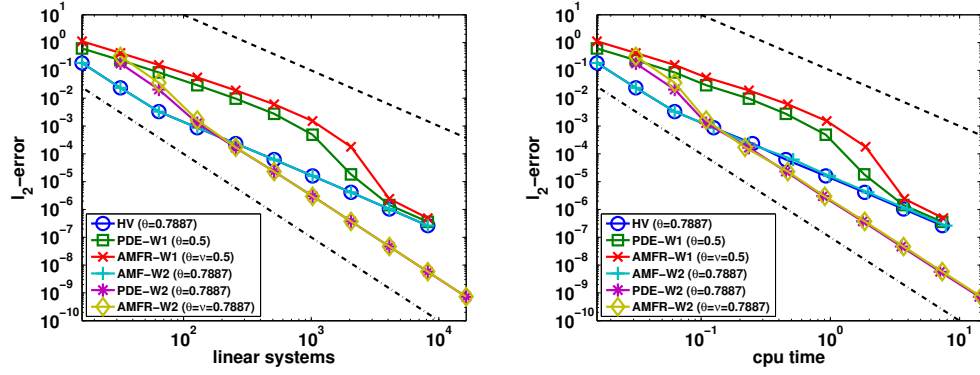 10^2
10^0
10^-1
10^-2
10^-3
10^-4
10^-5
10^-6
10^-7
10^-8
10^-9
10^-10
l2-error
10^1
HV (θ=0.7887)
PDE-W1 (θ=0.5)
AMFR-W1 (θ=ν=0.5)
AMF-W2 (θ=0.7887)
PDE-W2 (θ=0.7887)
AMFR-W2 (θ=ν=0.7887)
10^2
10^3
10^4
linear systems
10^1
10^0
10^-1
10^-2
10^-3
10^-4
10^-5
10^-6
10^-7
10^-8
10^-9
10^-10
l2-error
HV (θ=0.7887)
PDE-W1 (θ=0.5)
AMFR-W1 (θ=ν=0.5)
AMF-W2 (θ=0.7887)
PDE-W2 (θ=0.7887)
AMFR-W2 (θ=ν=0.7887)
10^-1
10^0
10^1
cpu time